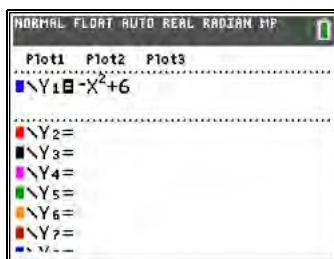 NORMAL FLOAT AUTO REAL RADIAN MP
Plot1 Plot2 Plot3
\Y₁=-X²+6
\Y₂=
\Y₃=
\Y₄=
\Y₅=
\Y₆=
\Y₇=